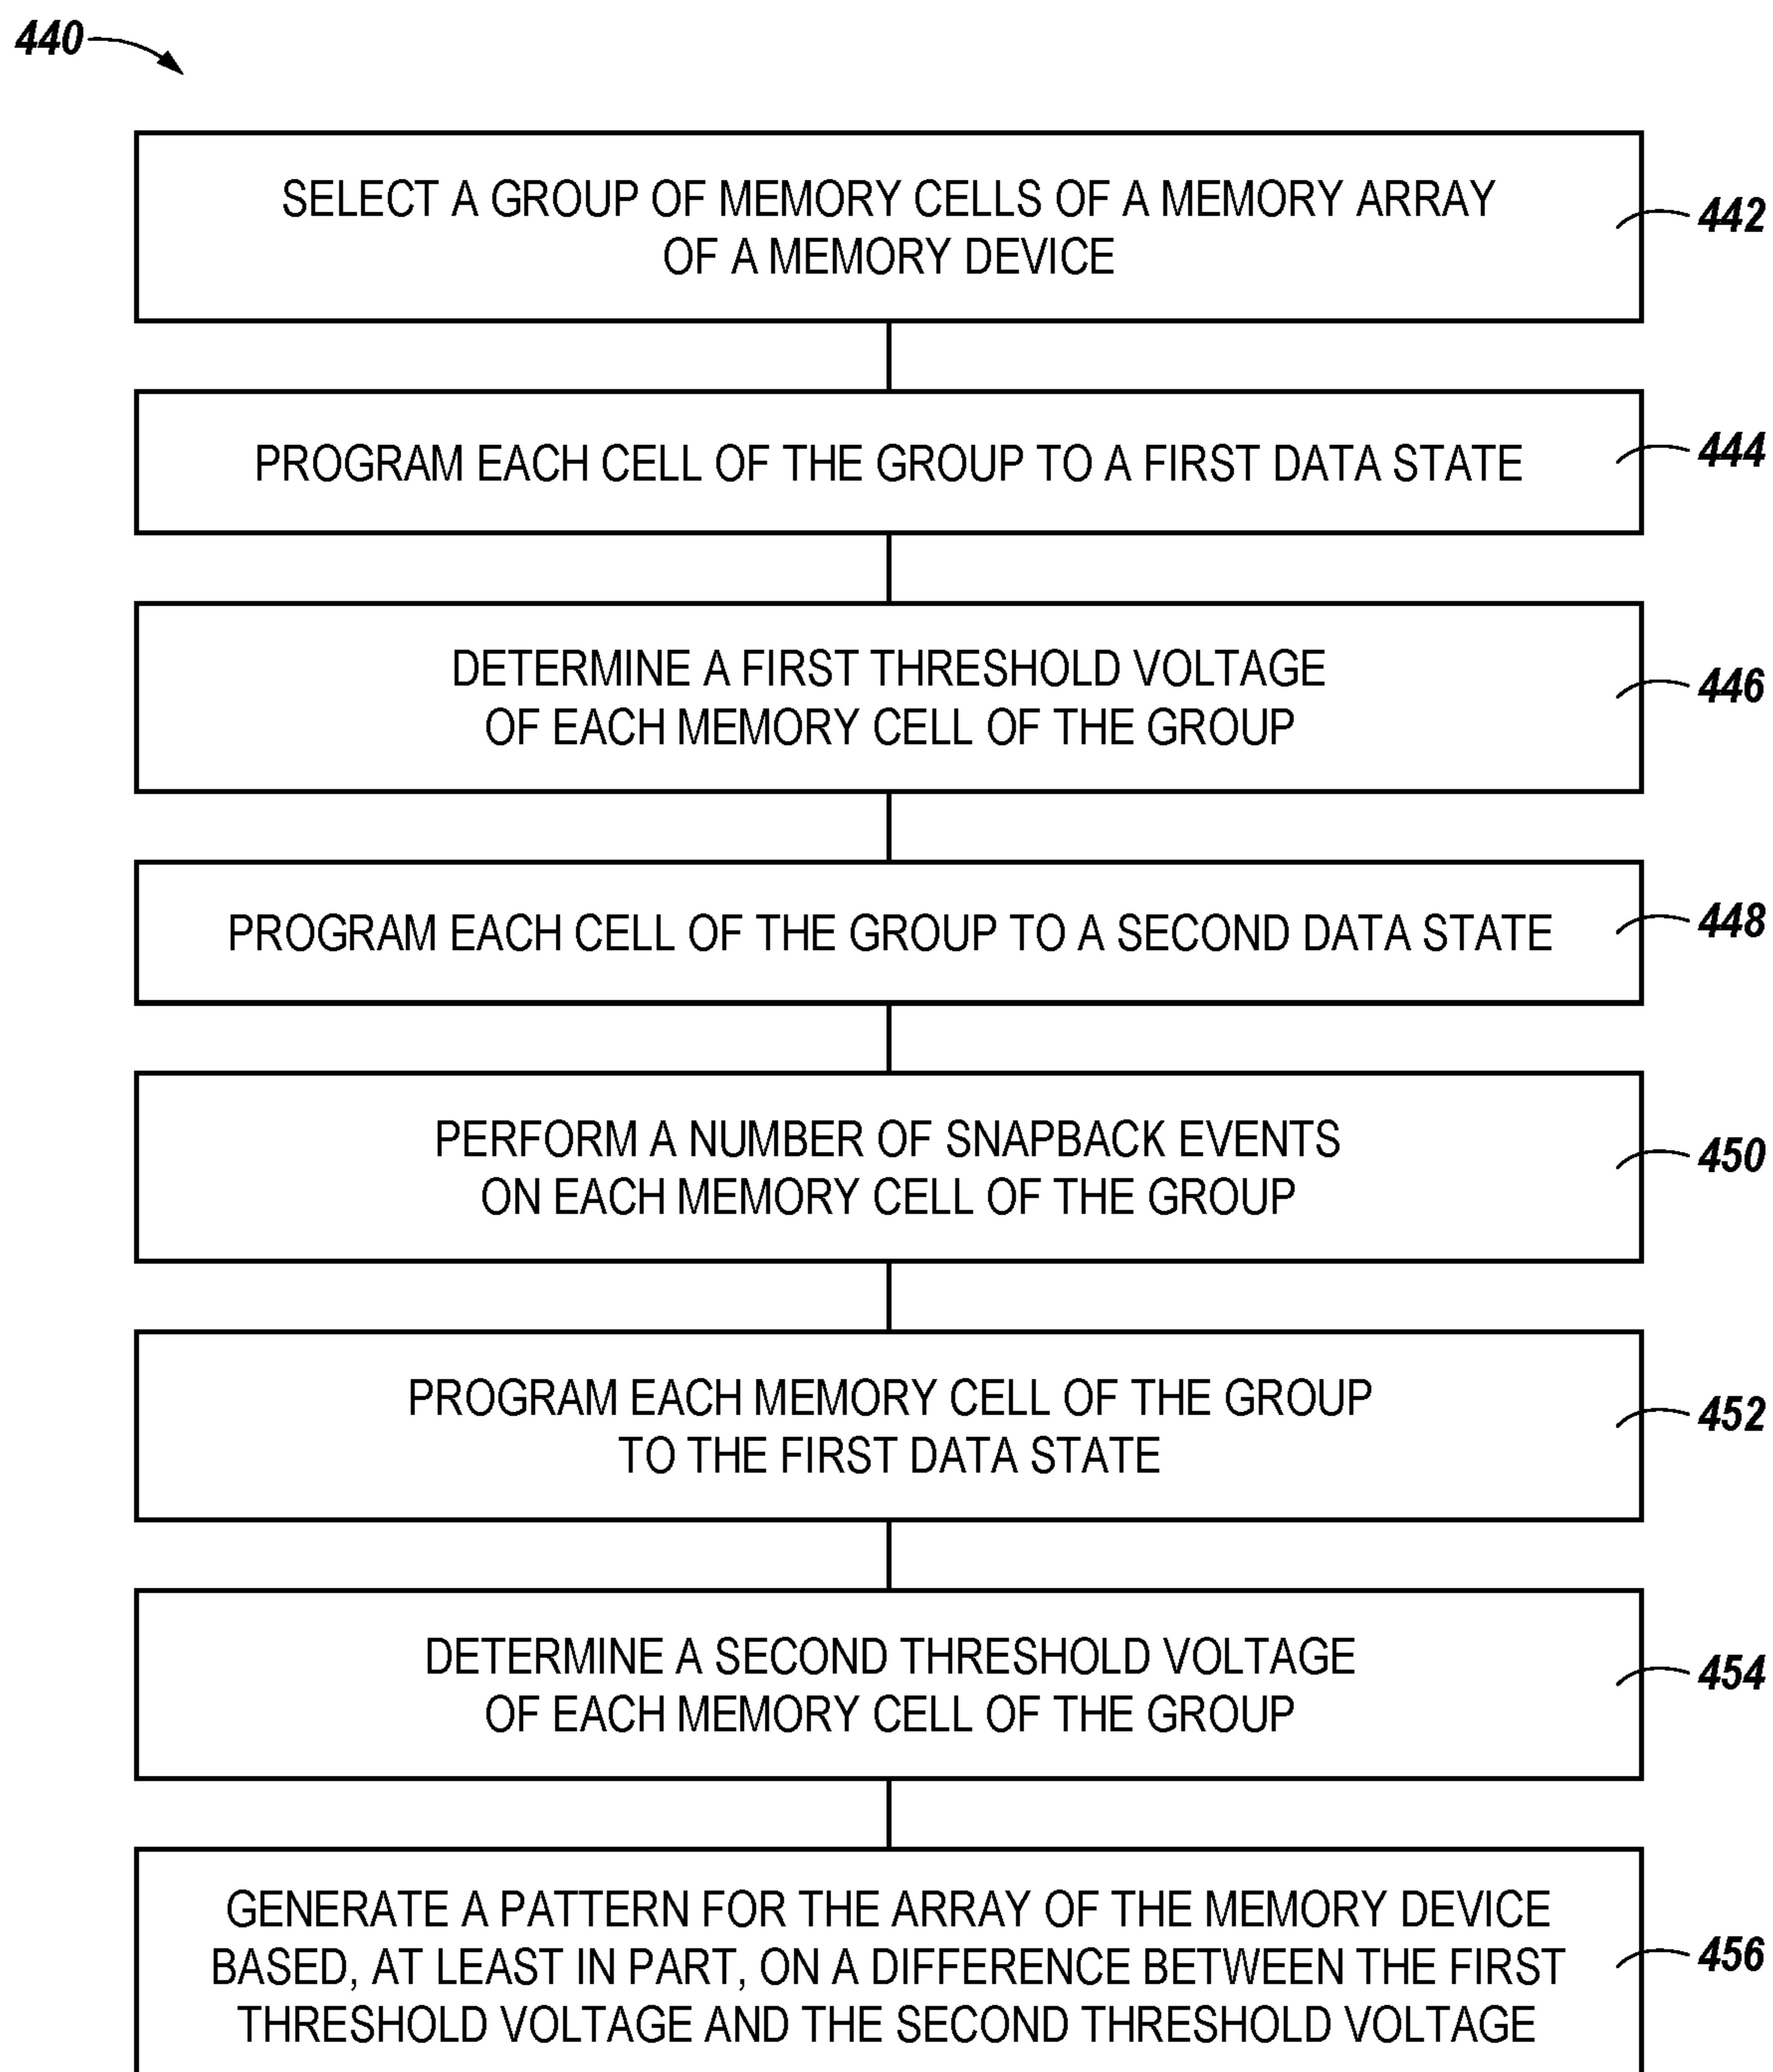 440
SELECT A GROUP OF MEMORY CELLS OF A MEMORY ARRAY
OF A MEMORY DEVICE
442
PROGRAM EACH CELL OF THE GROUP TO A FIRST DATA STATE
444
DETERMINE A FIRST THRESHOLD VOLTAGE
OF EACH MEMORY CELL OF THE GROUP
446
PROGRAM EACH CELL OF THE GROUP TO A SECOND DATA STATE
448
PERFORM A NUMBER OF SNAPBACK EVENTS
ON EACH MEMORY CELL OF THE GROUP
450
PROGRAM EACH MEMORY CELL OF THE GROUP
TO THE FIRST DATA STATE
452
DETERMINE A SECOND THRESHOLD VOLTAGE
OF EACH MEMORY CELL OF THE GROUP
454
GENERATE A PATTERN FOR THE ARRAY OF THE MEMORY DEVICE
BASED, AT LEAST IN PART, ON A DIFFERENCE BETWEEN THE FIRST
THRESHOLD VOLTAGE AND THE SECOND THRESHOLD VOLTAGE
456